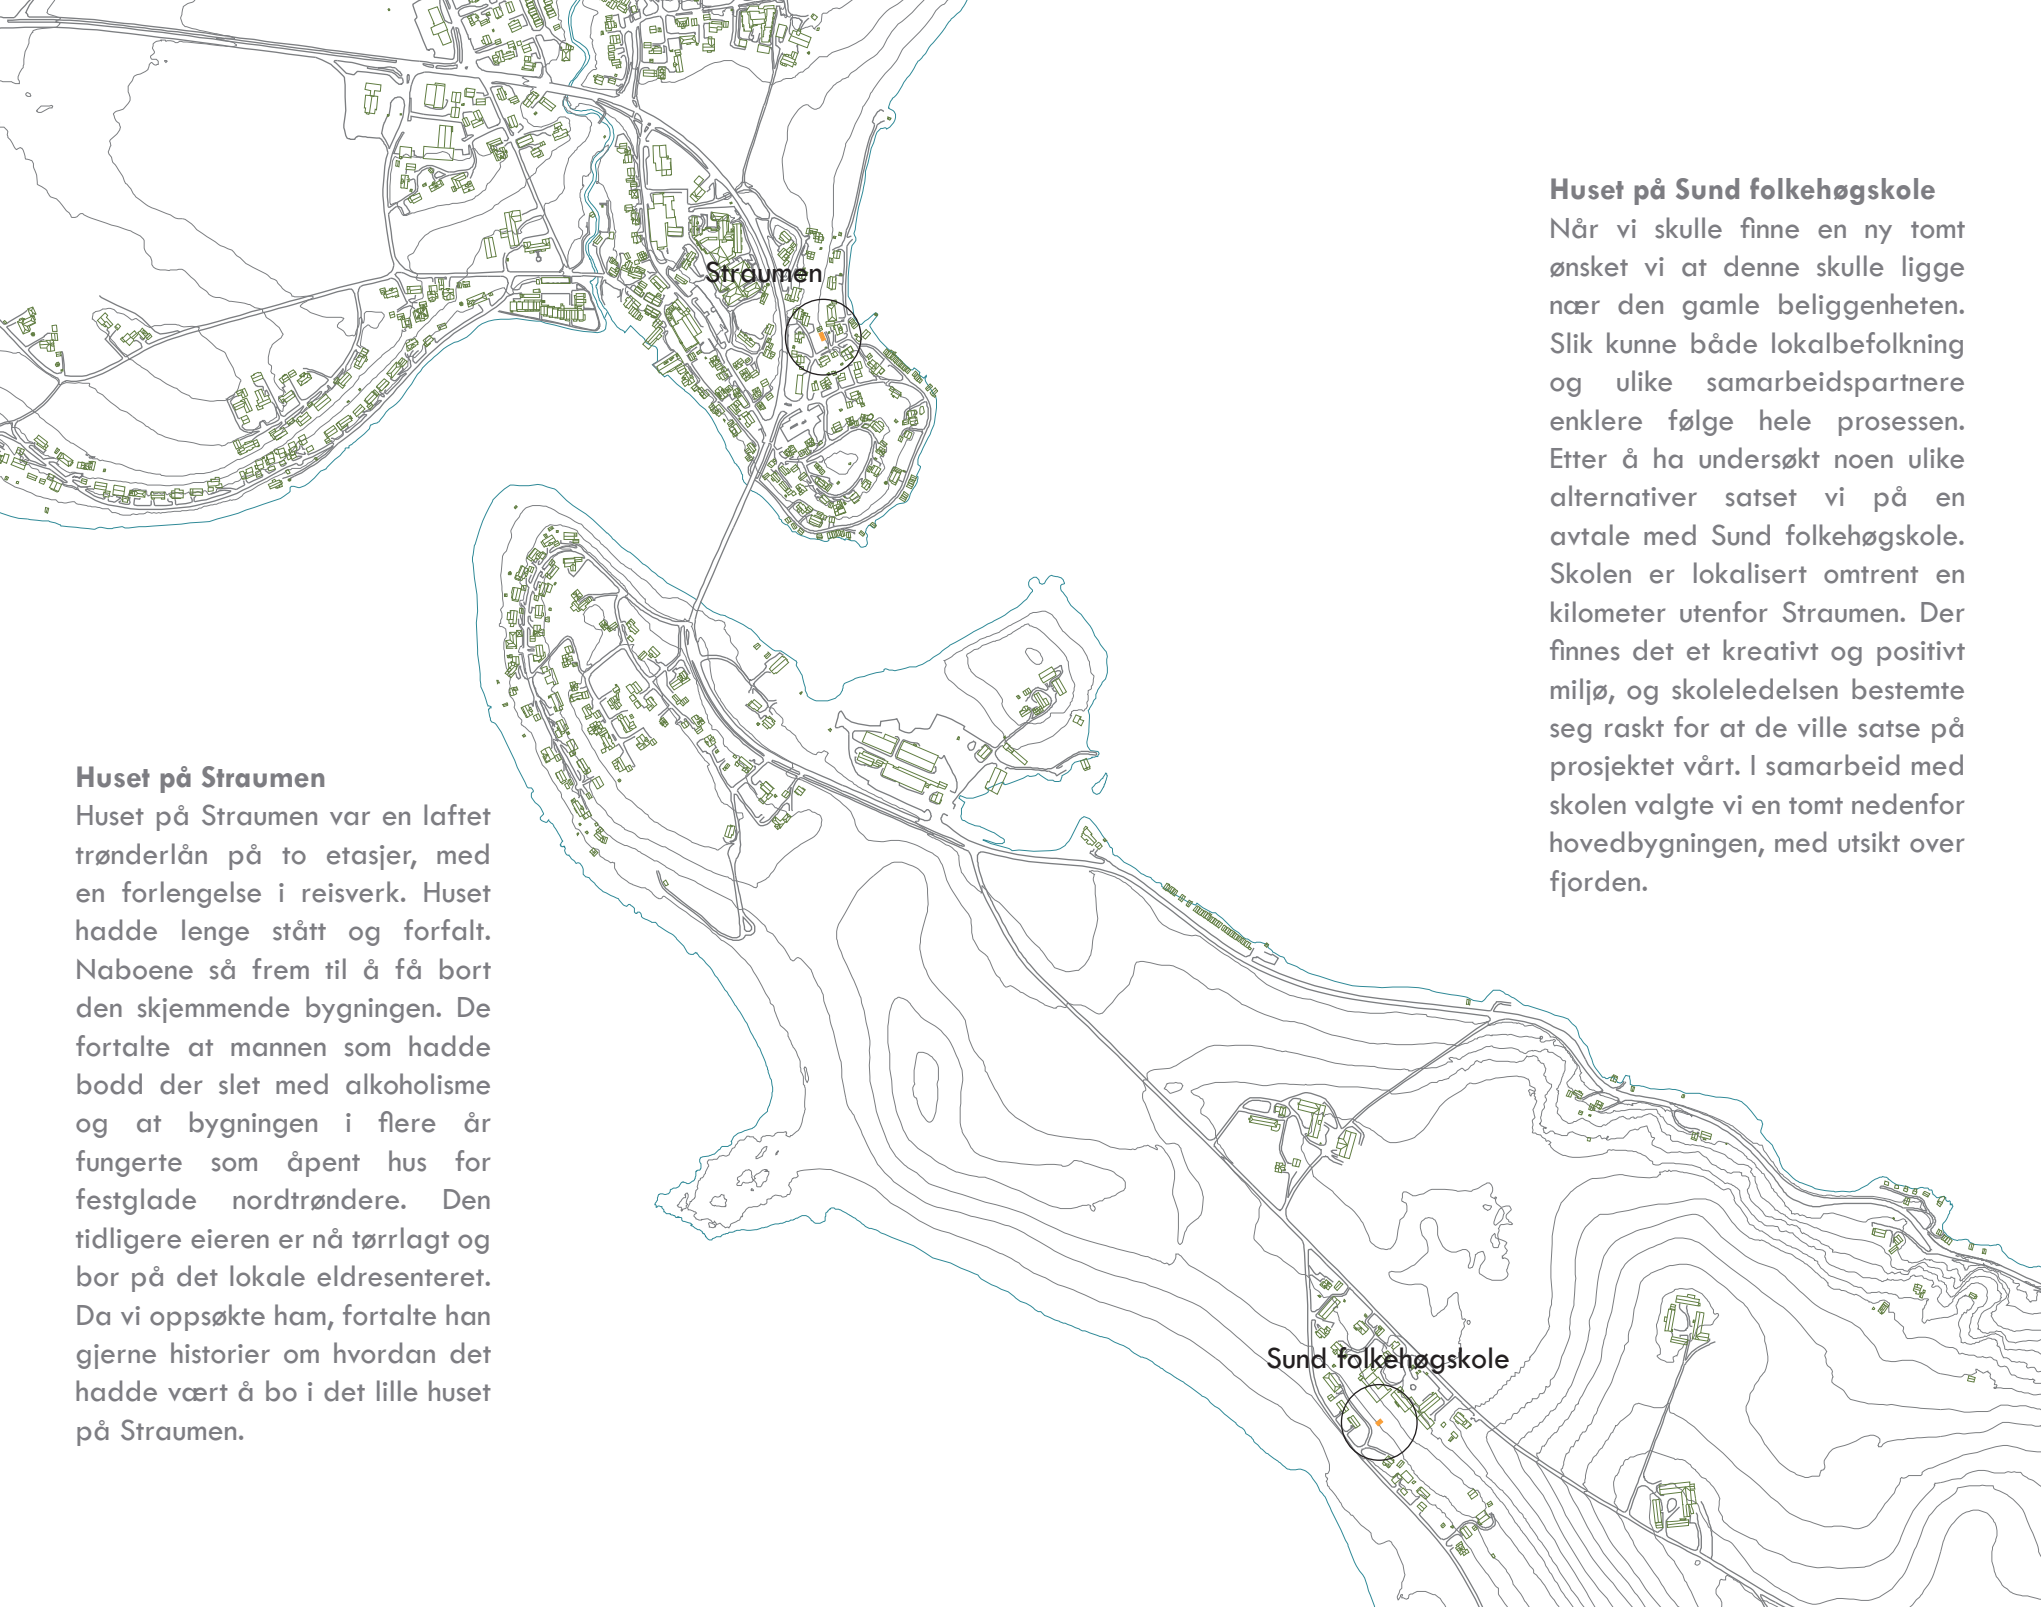 Straumen
Huset på Sund folkehøgskole
Når vi skulle finne en ny tomt
ønsket vi at denne skulle ligge
nær den gamle beliggenheten.
Slik kunne både lokalbefolkning
og ulike samarbeidspartnere
enklere følge hele prosessen.
Etter å ha undersøkt noen ulike
alternativer satset vi på en
avtale med Sund folkehøgskole.
Skolen er lokalisert omtrent en
kilometer utenfor Straumen. Der
finnes det et kreativt og positivt
miljø, og skoleledelsen bestemte
seg raskt for at de ville satse på
prosjektet vårt. I samarbeid med
skolen valgte vi en tomt nedenfor
hovedbygningen, med utsikt over
fjorden.
Huset på Straumen
Huset på Straumen var en laftet
trønderlån på to etasjer, med
en forlengelse i reisverk. Huset
hadde lenge stått og forfalt.
Naboene så frem til å få bort
den skjemmende bygningen. De
fortalte at mannen som hadde
bodd der slet med alkoholisme
og at bygningen i flere år
fungerte som åpent hus for
festglade nordtrøndere. Den
tidligere eieren er nå tørrlagt og
bor på det lokale eldresenteret.
Da vi oppsøkte ham, fortalte han
gjerne historier om hvordan det
hadde vært å bo i det lille huset
på Straumen.
Sund folkehøgskole